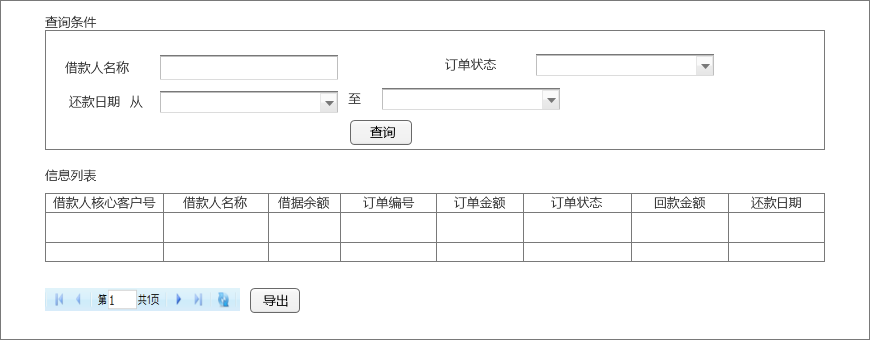 查询条件
借款人名称 订单状态
还款日期 从 至
查询
信息列表
借款人核心客户号 借款人名称 借据余额 订单编号 订单金额 订单状态 回款金额 还款日期
第 1 共1页 导出